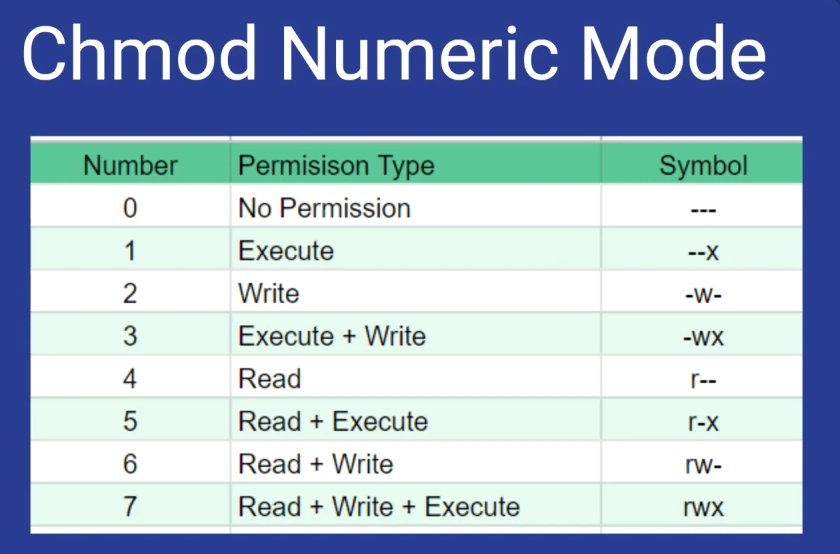 Chmod Numeric Mode
Number Permisison Type Symbol
0 No Permission ---
1 Execute --x
2 Write -w-
3 Execute + Write -wx
4 Read r--
5 Read + Execute r-x
6 Read + Write rw-
7 Read + Write + Execute rwx